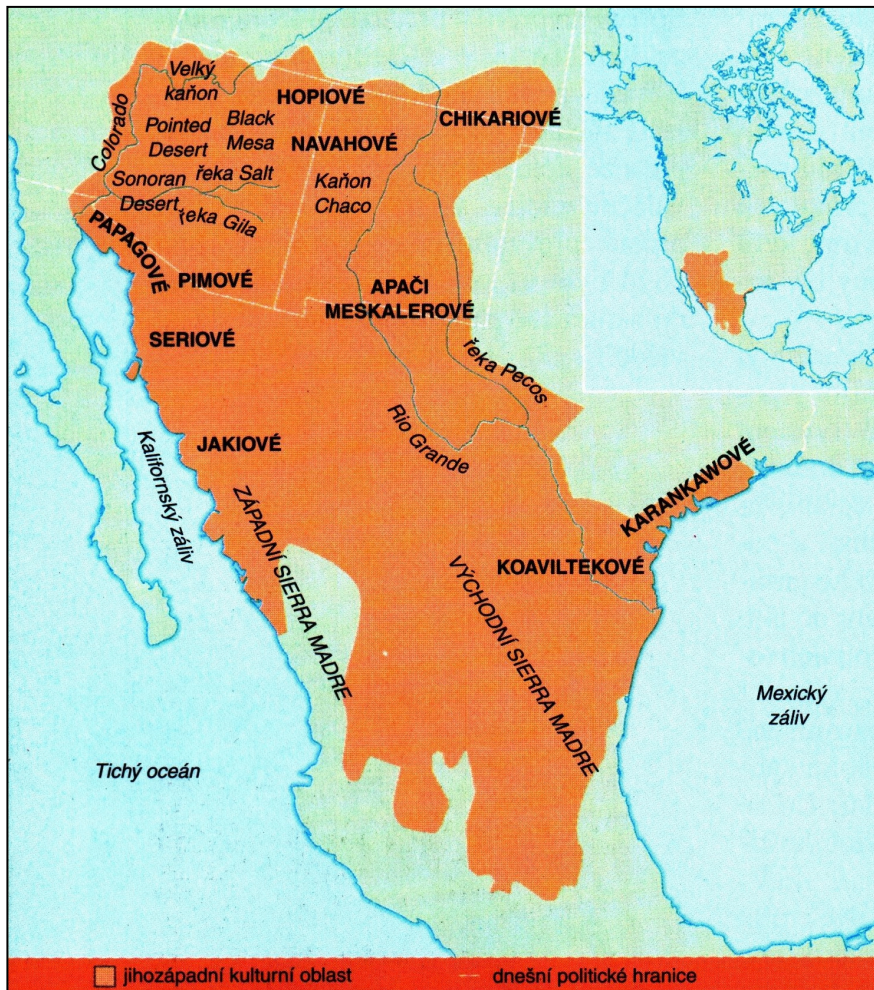 Velký
kaňon
HOPIOVÉ
CHIKARIOVÉ
Colorado
Pointed
Desert
Black
Mesa
NAVAHOVÉ
Sonoran
Desert
řeka Salt
řeka Gila
Kaňon
Chaco
PAPAGOVÉ
PIMOVÉ
APAČI
MESKALEROVÉ
SERIOVÉ
řeka Pecos
Rio Grande
JAKIOVÉ
Kalifornský záliv
KARANKAWOVÉ
ZÁPADNÍ SIERRA MADRE
KOAVILTEKOVÉ
VÝCHODNÍ SIERRA MADRE
Mexický
záliv
Tichý oceán
jihozápadní kulturní oblast
dnešní politické hranice